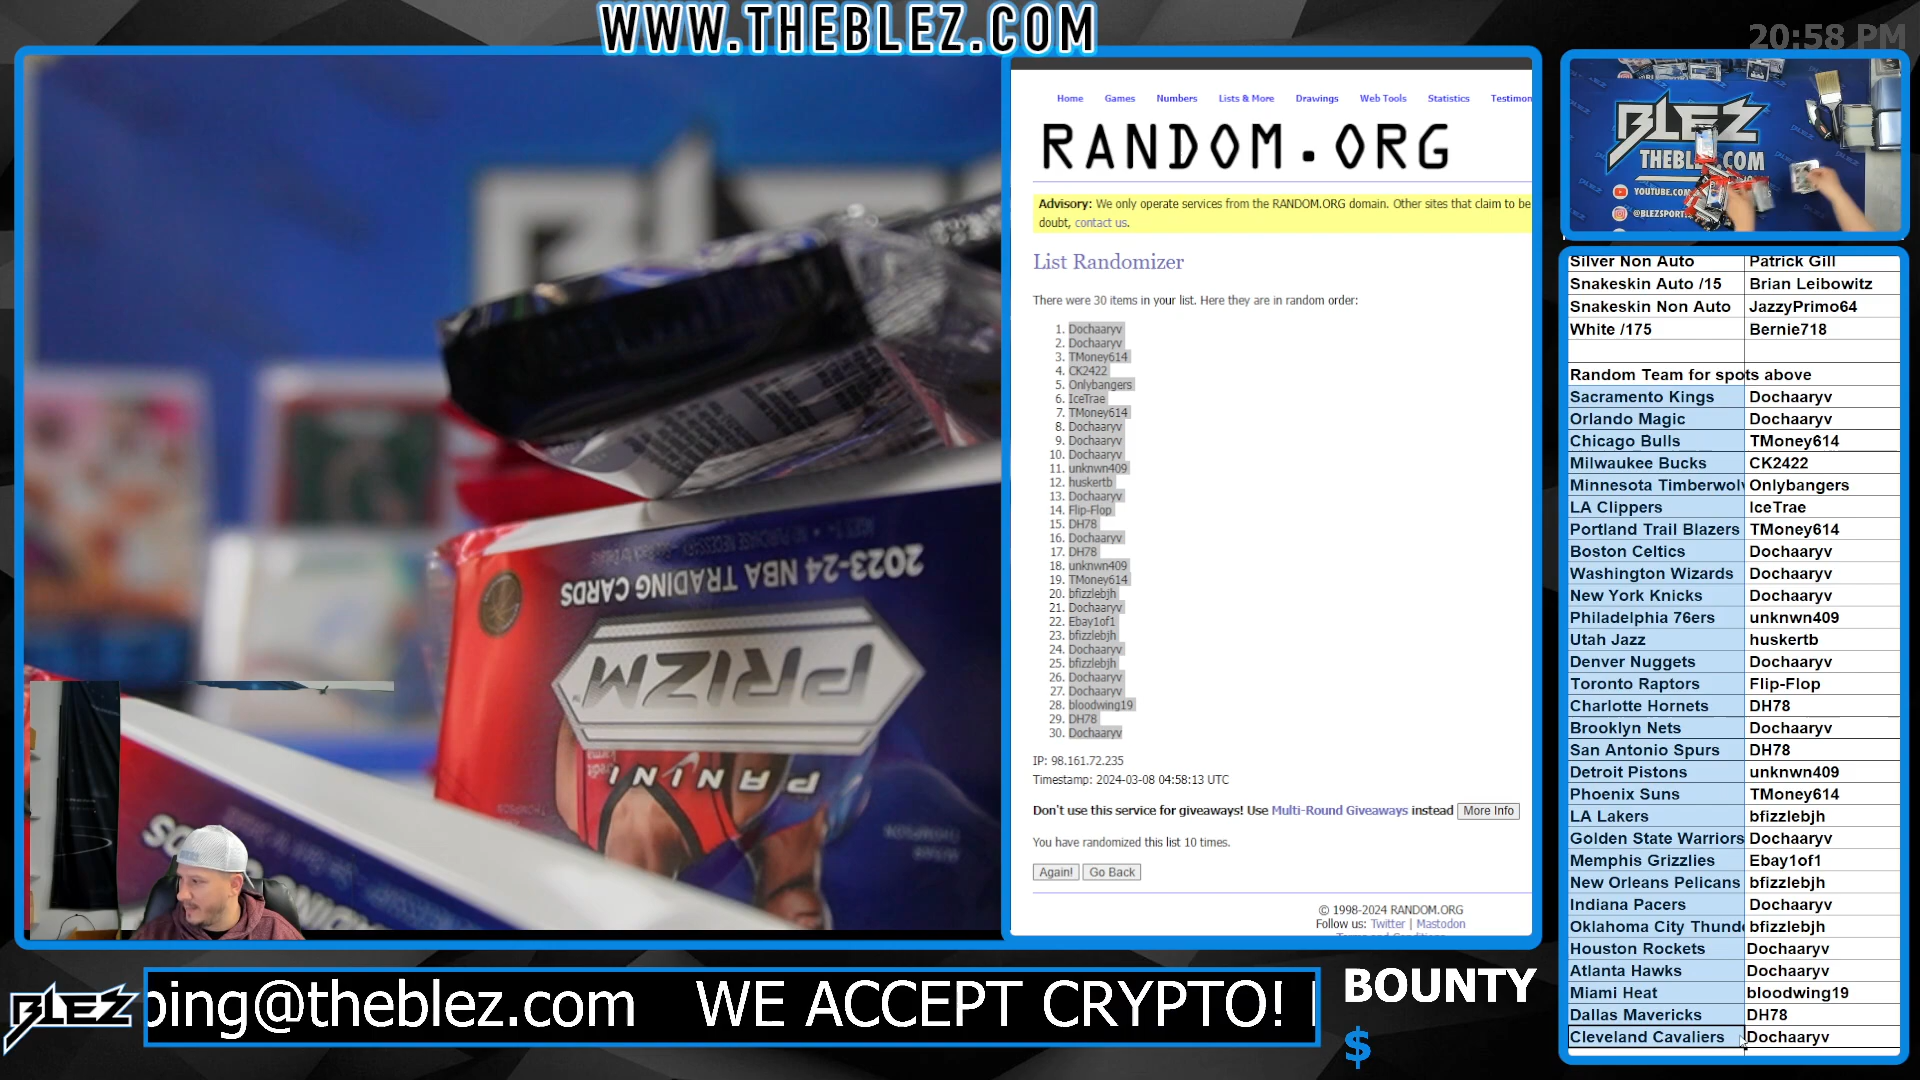 WWW.THEBLEZ.COM
20:58 PM
2023-24 NBA TRADING CARDS
PRIZM
PANINI
Home Games Numbers Lists & More Drawings Web Tools Statistics Testimon
RANDOM.ORG
Advisory: We only operate services from the RANDOM.ORG domain. Other sites that claim to be
doubt, contact us.
List Randomizer
There were 30 items in your list. Here they are in random order:
1. Dochaaryv
2. Dochaaryv
3. TMoney614
4. CK2422
5. Onlybangers
6. IceTrae
7. TMoney614
8. Dochaaryv
9. Dochaaryv
10. Dochaaryv
11. unknwn409
12. huskertb
13. Dochaaryv
14. Flip-Flop
15. DH78
16. Dochaaryv
17. DH78
18. unknwn409
19. TMoney614
20. bfizzlebjh
21. Dochaaryv
22. Ebay1of1
23. bfizzlebjh
24. Dochaaryv
25. bfizzlebjh
26. Dochaaryv
27. Dochaaryv
28. bloodwing19
29. DH78
30. Dochaaryv
IP: 98.161.72.235
Timestamp: 2024-03-08 04:58:13 UTC
Don't use this service for giveaways! Use Multi-Round Giveaways instead More Info
You have randomized this list 10 times.
Again! Go Back
© 1998-2024 RANDOM.ORG
Follow us: Twitter | Mastodon
BLEZ
THEBLEZ.COM
YOUTUBE.COM
Silver Non Auto Patrick Gill
Snakeskin Auto /15 Brian Leibowitz
Snakeskin Non Auto JazzyPrimo64
White /175 Bernie718
Random Team for spots above
Sacramento Kings Dochaaryv
Orlando Magic Dochaaryv
Chicago Bulls TMoney614
Milwaukee Bucks CK2422
Minnesota Timberwolv Onlybangers
LA Clippers IceTrae
Portland Trail Blazers TMoney614
Boston Celtics Dochaaryv
Washington Wizards Dochaaryv
New York Knicks Dochaaryv
Philadelphia 76ers unknwn409
Utah Jazz huskertb
Denver Nuggets Dochaaryv
Toronto Raptors Flip-Flop
Charlotte Hornets DH78
Brooklyn Nets Dochaaryv
San Antonio Spurs DH78
Detroit Pistons unknwn409
Phoenix Suns TMoney614
LA Lakers bfizzlebjh
Golden State Warriors Dochaaryv
Memphis Grizzlies Ebay1of1
New Orleans Pelicans bfizzlebjh
Indiana Pacers Dochaaryv
Oklahoma City Thunde bfizzlebjh
Houston Rockets Dochaaryv
Atlanta Hawks Dochaaryv
Miami Heat bloodwing19
Dallas Mavericks DH78
Cleveland Cavaliers Dochaaryv
BLEZ
ping@theblez.com WE ACCEPT CRYPTO!
BOUNTY
$